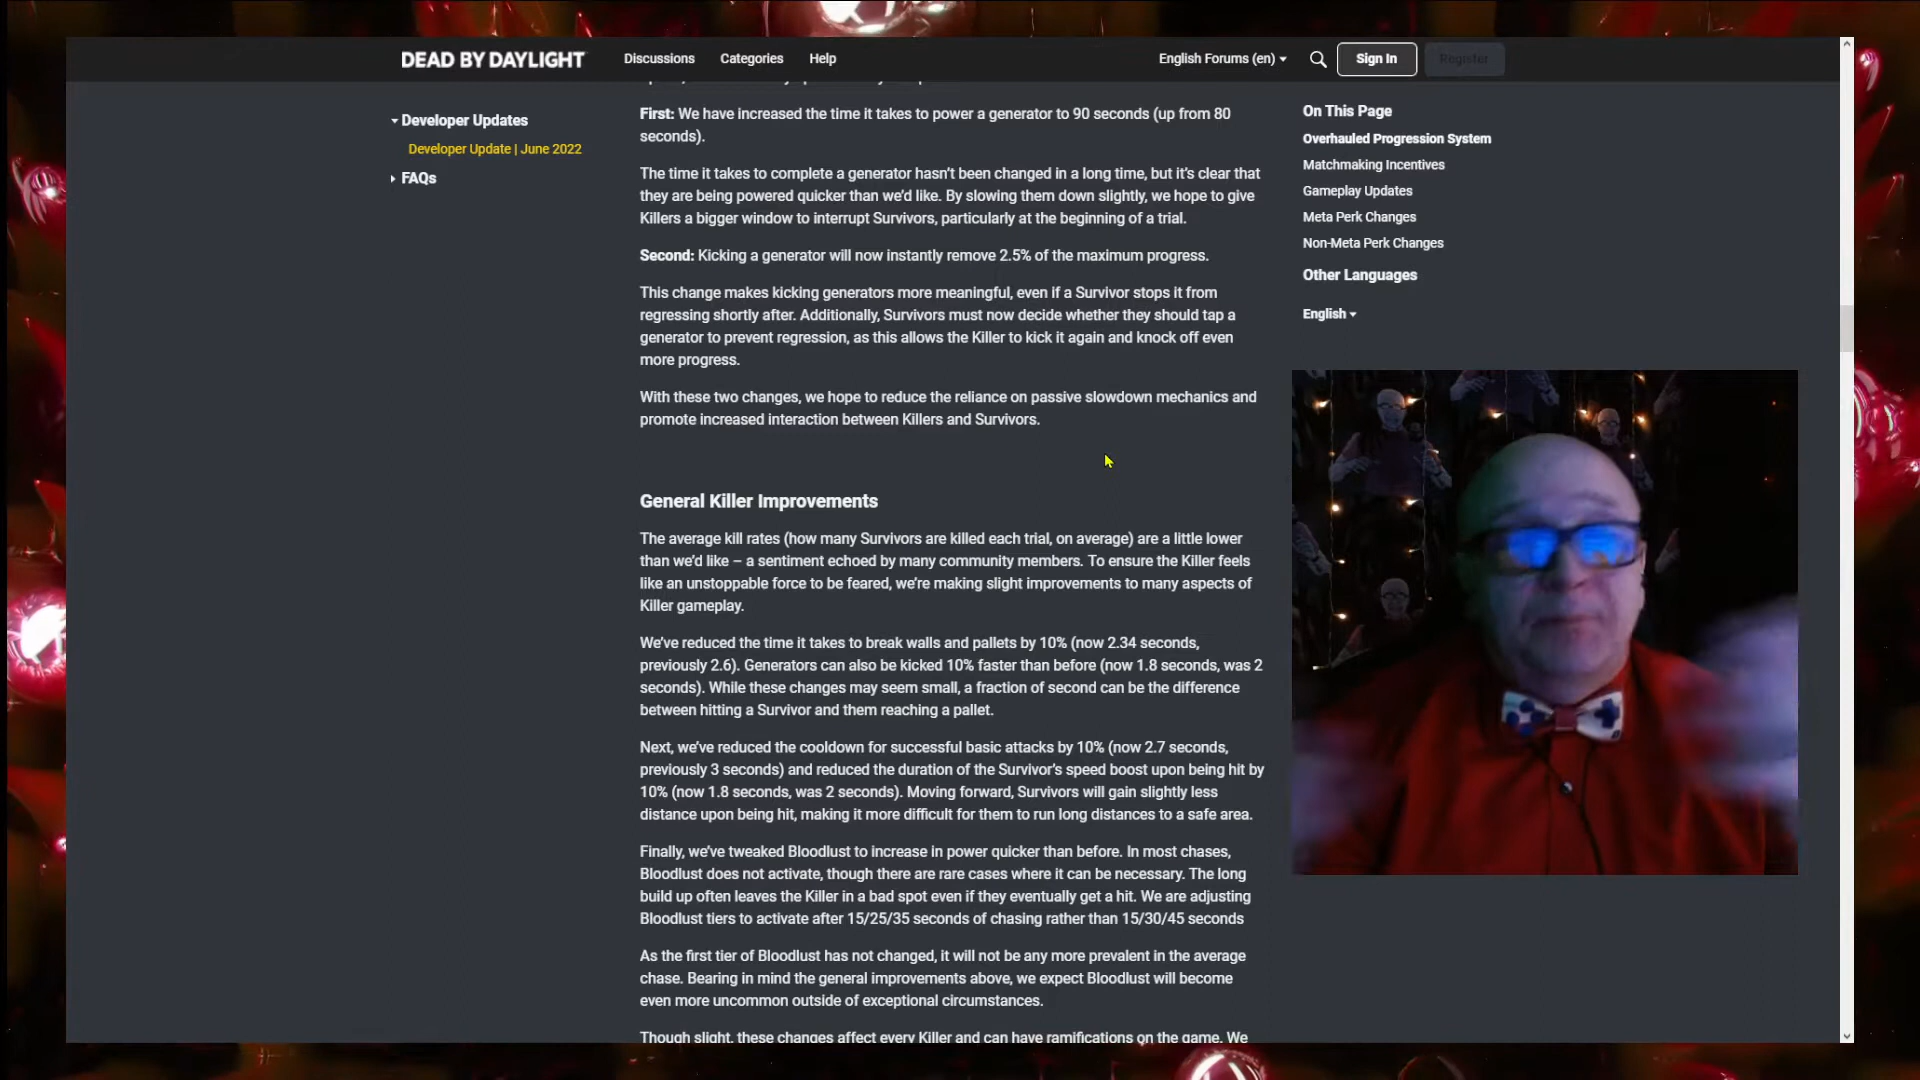 DEAD BY DAYLIGHT
Discussions
Categories
Help
English Forums (en)
Sign In
Register
Developer Updates
Developer Update | June 2022
FAQs
First: We have increased the time it takes to power a generator to 90 seconds (up from 80
seconds).
The time it takes to complete a generator hasn't been changed in a long time, but it's clear that
they are being powered quicker than we'd like. By slowing them down slightly, we hope to give
Killers a bigger window to interrupt Survivors, particularly at the beginning of a trial.
Second: Kicking a generator will now instantly remove 2.5% of the maximum progress.
This change makes kicking generators more meaningful, even if a Survivor stops it from
regressing shortly after. Additionally, Survivors must now decide whether they should tap a
generator to prevent regression, as this allows the Killer to kick it again and knock off even
more progress.
With these two changes, we hope to reduce the reliance on passive slowdown mechanics and
promote increased interaction between Killers and Survivors.
General Killer Improvements
The average kill rates (how many Survivors are killed each trial, on average) are a little lower
than we'd like – a sentiment echoed by many community members. To ensure the Killer feels
like an unstoppable force to be feared, we're making slight improvements to many aspects of
Killer gameplay.
We've reduced the time it takes to break walls and pallets by 10% (now 2.34 seconds,
previously 2.6). Generators can also be kicked 10% faster than before (now 1.8 seconds, was 2
seconds). While these changes may seem small, a fraction of second can be the difference
between hitting a Survivor and them reaching a pallet.
Next, we've reduced the cooldown for successful basic attacks by 10% (now 2.7 seconds,
previously 3 seconds) and reduced the duration of the Survivor's speed boost upon being hit by
10% (now 1.8 seconds, was 2 seconds). Moving forward, Survivors will gain slightly less
distance upon being hit, making it more difficult for them to run long distances to a safe area.
Finally, we've tweaked Bloodlust to increase in power quicker than before. In most chases,
Bloodlust does not activate, though there are rare cases where it can be necessary. The long
build up often leaves the Killer in a bad spot even if they eventually get a hit. We are adjusting
Bloodlust tiers to activate after 15/25/35 seconds of chasing rather than 15/30/45 seconds
As the first tier of Bloodlust has not changed, it will not be any more prevalent in the average
chase. Bearing in mind the general improvements above, we expect Bloodlust will become
even more uncommon outside of exceptional circumstances.
Though slight, these changes affect every Killer and can have ramifications on the game. We
On This Page
Overhauled Progression System
Matchmaking Incentives
Gameplay Updates
Meta Perk Changes
Non-Meta Perk Changes
Other Languages
English